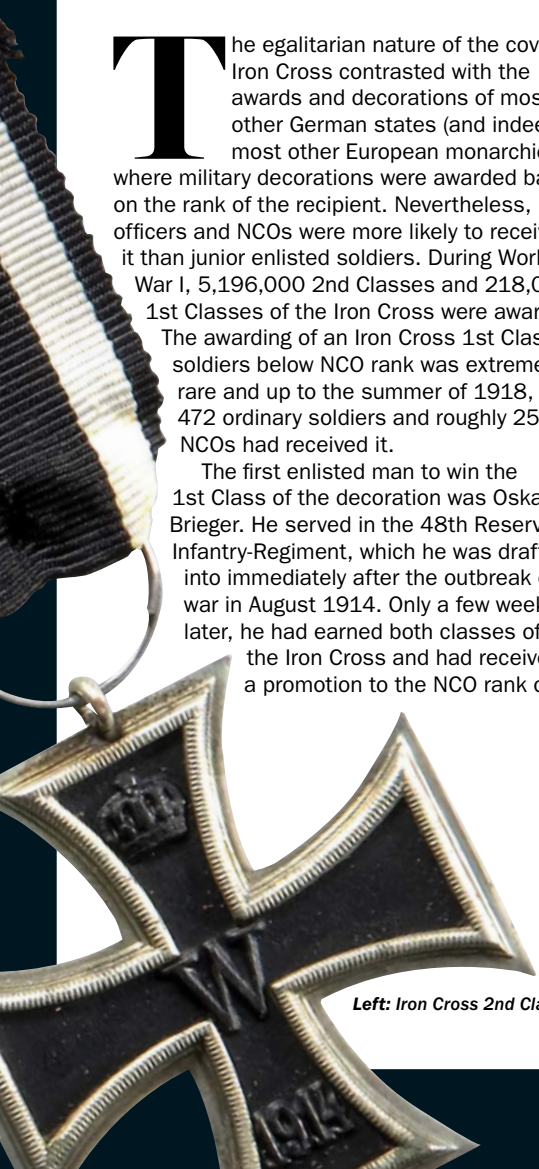 The egalitarian nature of the cov
Iron Cross contrasted with the
awards and decorations of mos
other German states (and indee
most other European monarchie
where military decorations were awarded ba
on the rank of the recipient. Nevertheless,
officers and NCOs were more likely to receiv
it than junior enlisted soldiers. During Worl
War I, 5,196,000 2nd Classes and 218,0
1st Classes of the Iron Cross were awar
The awarding of an Iron Cross 1st Clas
soldiers below NCO rank was extreme
rare and up to the summer of 1918,
472 ordinary soldiers and roughly 25
NCOs had received it.
The first enlisted man to win the
1st Class of the decoration was Oska
Brieger. He served in the 48th Reserv
Infantry-Regiment, which he was draf
into immediately after the outbreak
war in August 1914. Only a few week
later, he had earned both classes of
the Iron Cross and had receive
a promotion to the NCO rank o
W
Left: Iron Cross 2nd Cla
1914